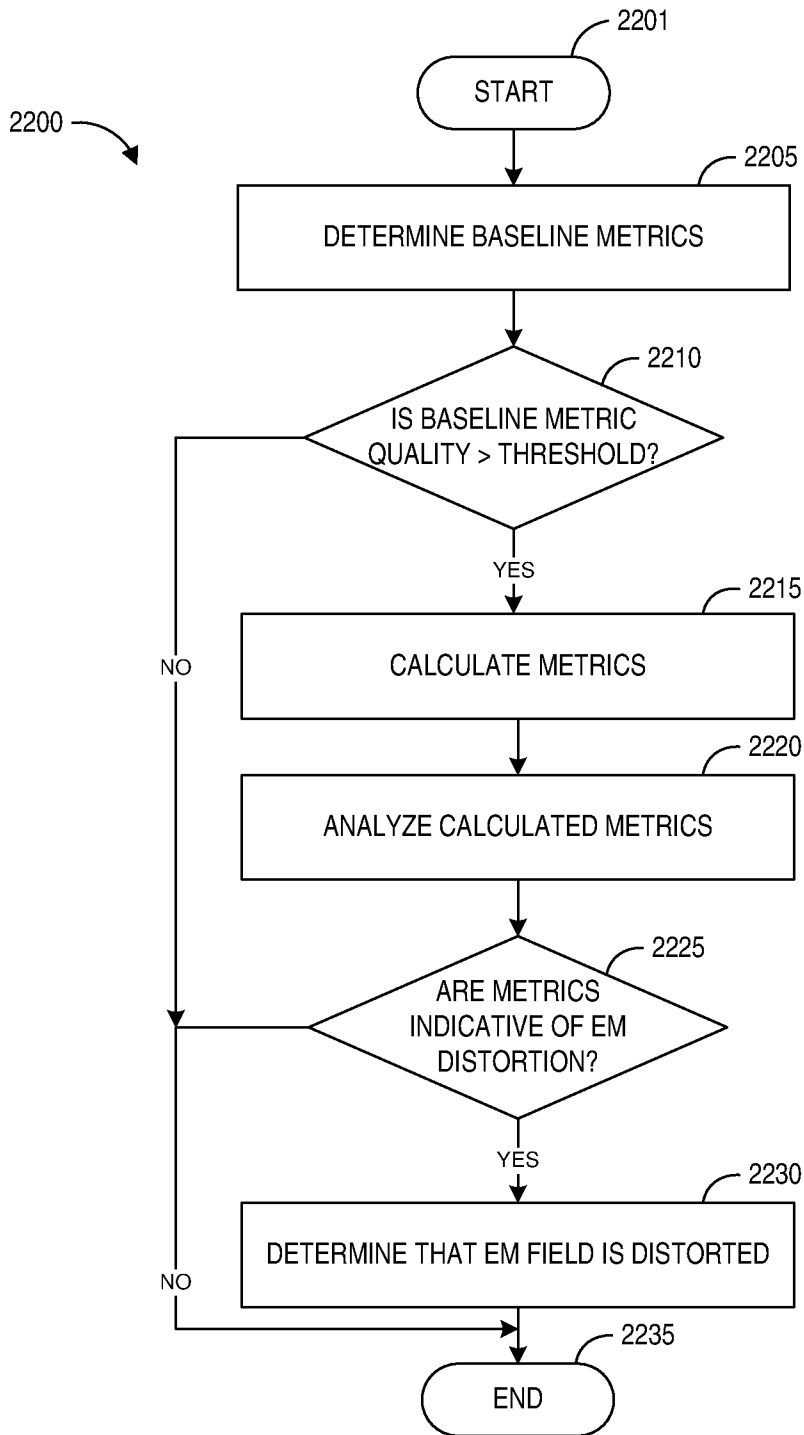 2201
START
2200
2205
DETERMINE BASELINE METRICS
2210
IS BASELINE METRIC
QUALITY > THRESHOLD?
YES
2215
NO
CALCULATE METRICS
2220
ANALYZE CALCULATED METRICS
2225
ARE METRICS
INDICATIVE OF EM
DISTORTION?
YES
2230
DETERMINE THAT EM FIELD IS DISTORTED
NO
2235
END